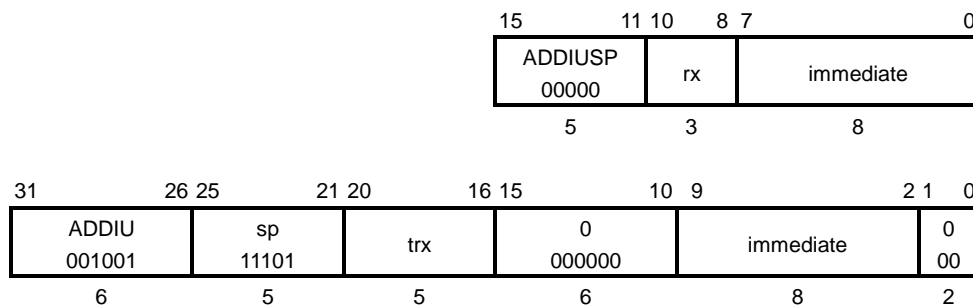 15 11 10 8 7 0
ADDIUSP
00000 rx immediate
5 3 8
31 26 25 21 20 16 15 10 9 2 1 0
ADDIU sp trx 0 immediate 0
001001 11101 000000 00
6 5 5 6 8 2